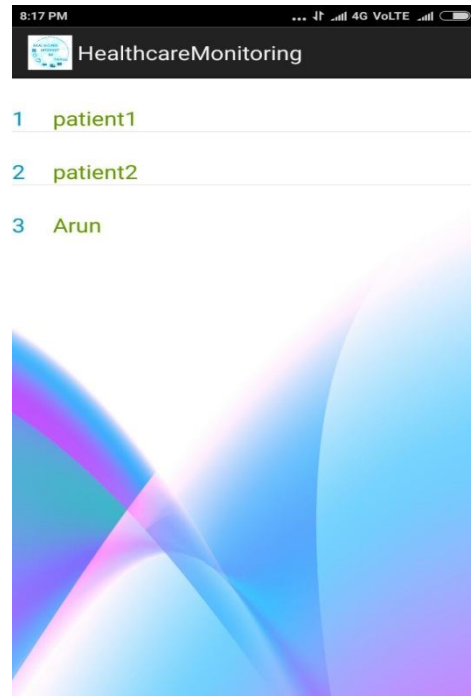 8:17 PM ... 4G VoLTE
HealthcareMonitoring
1 patient1
2 patient2
3 Arun